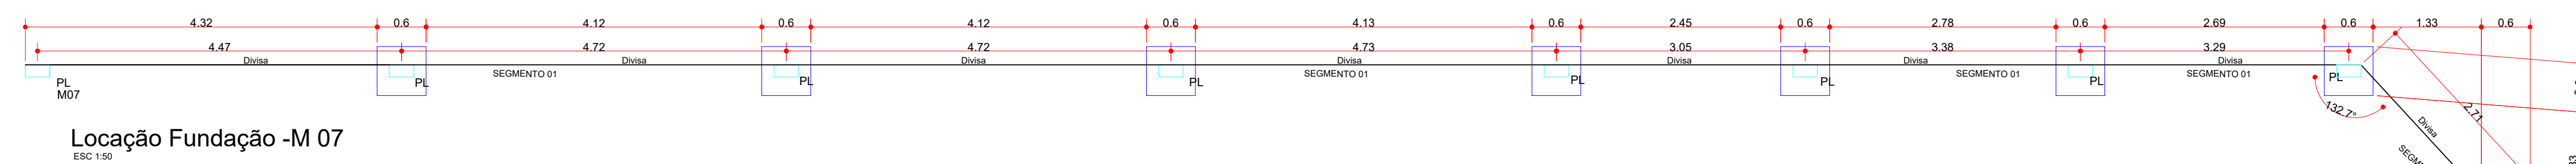 4.32 0.6 4.12 0.6 4.12 0.6 4.13 0.6 2.45 0.6 2.78 0.6 2.69 0.6 1.33 0.6
4.47 4.72 4.72 4.73 3.05 3.38 3.29
Divisa Divisa Divisa Divisa Divisa Divisa Divisa
SEGMENTO 01 SEGMENTO 01 SEGMENTO 01 SEGMENTO 01
PL PL PL PL PL PL PL PL
M07
132.7°
2.71
Divisa
Locação Fundação -M 07
ESC 1:50